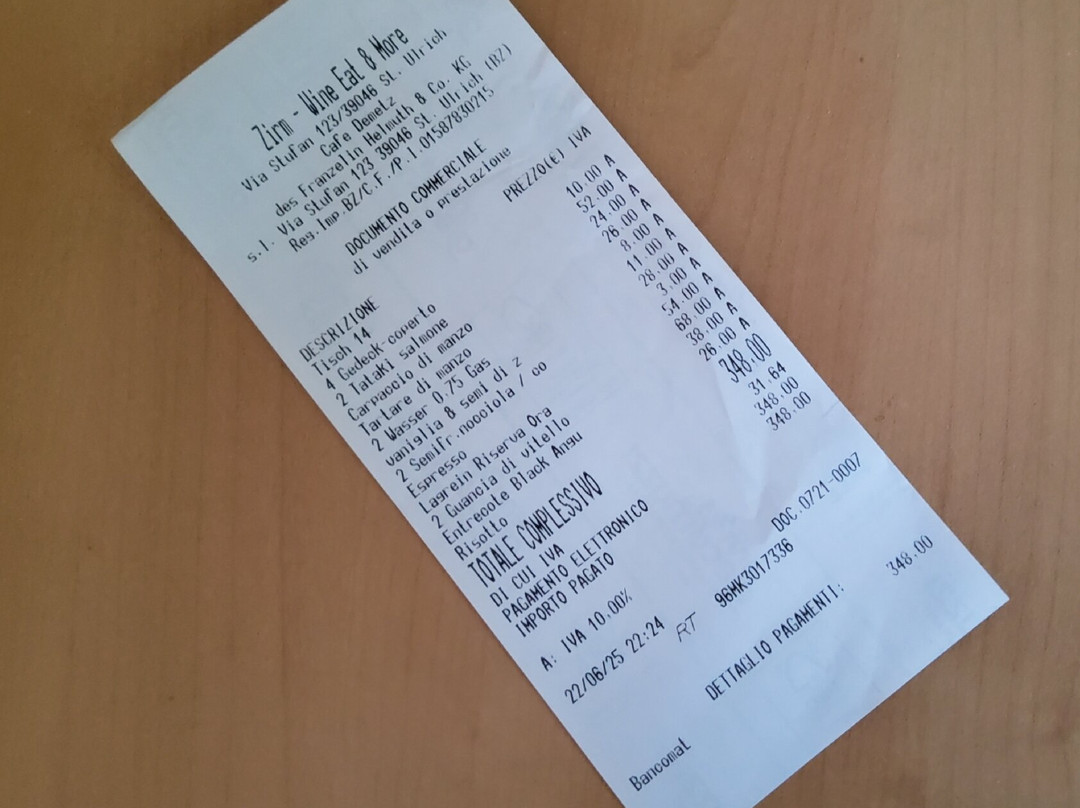 Zirm - Wine Eat & More
Via Stufan 123/39046 St. Ulrich
Cafe Demetz
des Franzelin Helmuth & Co. KG
s.l. Via Stufan 123 39046 St. Ulrich (BZ)
Reg.Imp.BZ/C.F./P.I.01587830215
DOCUMENTO COMMERCIALE
di vendita o prestazione
DESCRIZIONE PREZZO(€) IVA
Tisch 14
4 Gedeck-coperto 10.00 A
2 Tataki salmone 52.00 A
Carpaccio di manzo 24.00 A
Tartare di manzo 26.00 A
2 Wasser 0,75 Gas 8.00 A
vaniglia & semi di z 11.00 A
2 Semifr.nocciola / co 28.00 A
Espresso 3.00 A
Lagrein Riserva Ora 54.00 A
2 Guancia di vitello 68.00 A
Entrecote Black Angu 38.00 A
Risotto 26.00 A
TOTALE COMPLESSIVO 348.00
DI CUI IVA 31.64
PAGAMENTO ELETTRONICO 348.00
IMPORTO PAGATO 348.00
A: IVA 10,00%
22/06/25 22:24 DOC.0721-0007
RT 96MK3017336
DETTAGLIO PAGAMENTI:
Bancomat 348.00